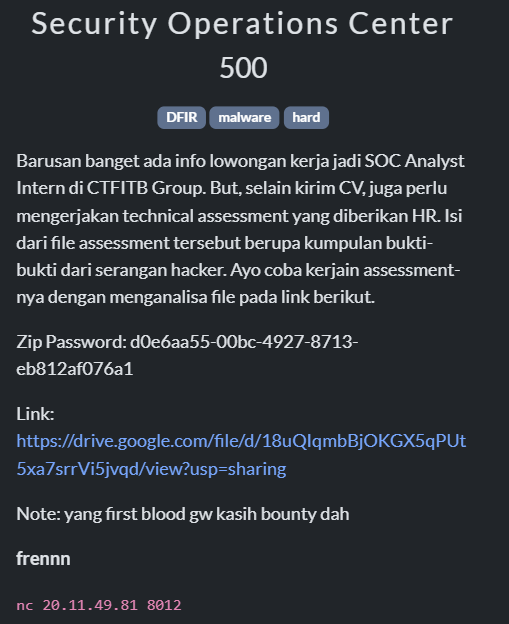 Security Operations Center
500
DFIR malware hard
Barusan banget ada info lowongan kerja jadi SOC Analyst
Intern di CTFITB Group. But, selain kirim CV, juga perlu
mengerjakan technical assessment yang diberikan HR. Isi
dari file assessment tersebut berupa kumpulan bukti-
bukti dari serangan hacker. Ayo coba kerjain assessment-
nya dengan menganalisa file pada link berikut.
Zip Password: d0e6aa55-00bc-4927-8713-
eb812af076a1
Link:
https://drive.google.com/file/d/18uQIqmbBjOKGX5qPUt
5xa7srrVi5jvqd/view?usp=sharing
Note: yang first blood gw kasih bounty dah
frennn
nc 20.11.49.81 8012